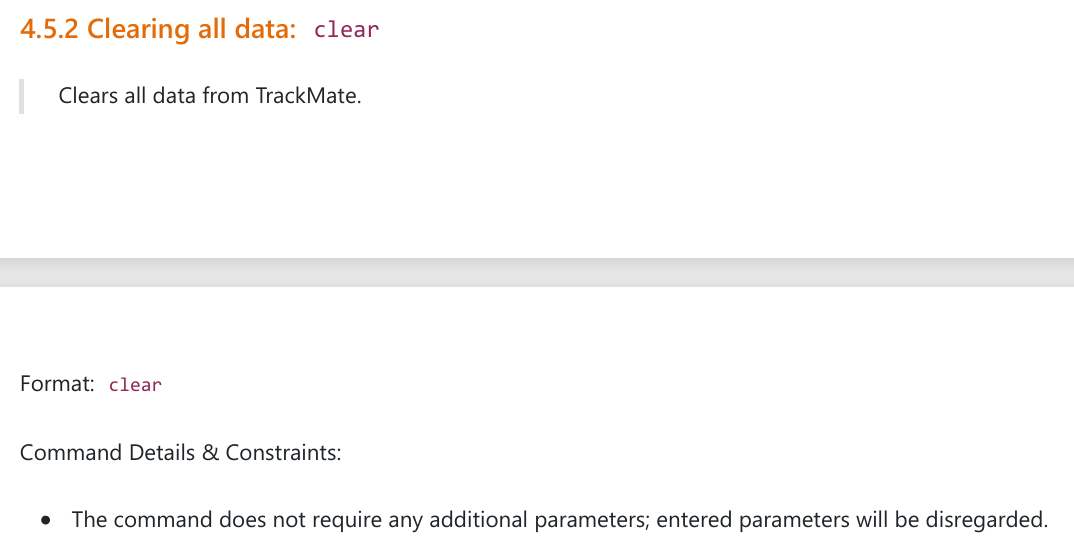 4.5.2 Clearing all data: clear
Clears all data from TrackMate.
Format: clear
Command Details & Constraints:
• The command does not require any additional parameters; entered parameters will be disregarded.